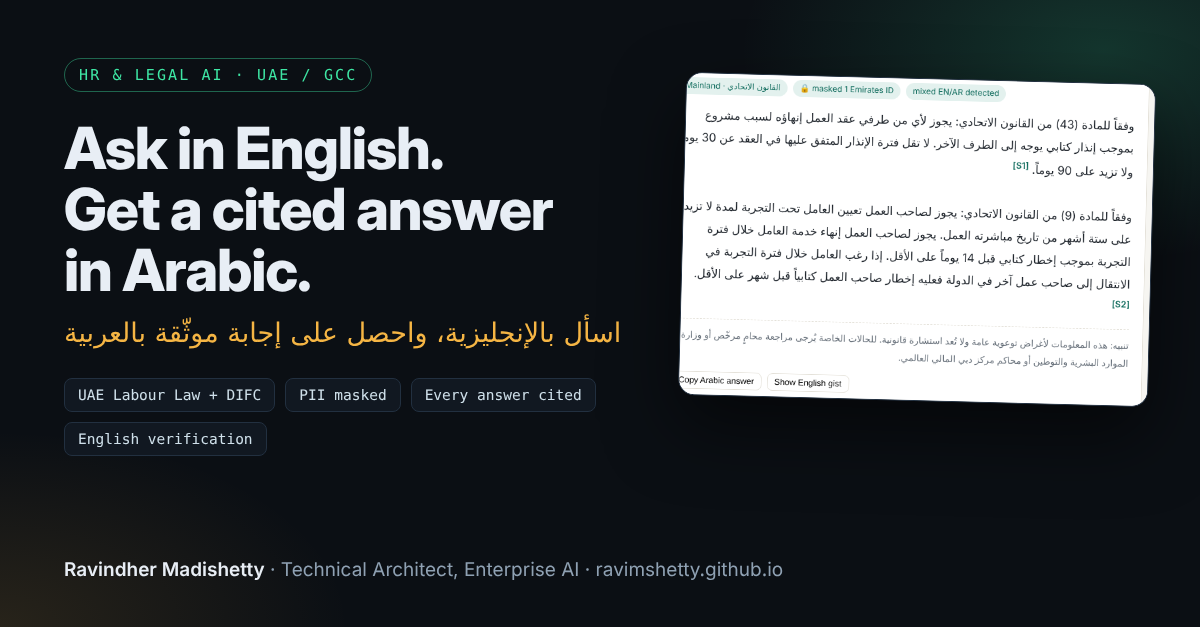 HR & LEGAL AI · UAE / GCC
Ask in English.
Get a cited answer
in Arabic.
اسأل بالإنجليزية، واحصل على إجابة موثّقة بالعربية
UAE Labour Law + DIFC
PII masked
Every answer cited
English verification
Mainland · القانون الاتحادي
🔒 masked 1 Emirates ID
mixed EN/AR detected
وفقاً للمادة (43) من القانون الاتحادي: يجوز لأي من طرفي عقد العمل إنهاؤه لسبب مشروع
بموجب إنذار كتابي يوجه إلى الطرف الآخر. لا تقل فترة الإنذار المتفق عليها في العقد عن 30 يوم
ولا تزيد على 90 يوماً. [S1]
وفقاً للمادة (9) من القانون الاتحادي: يجوز لصاحب العمل تعيين العامل تحت التجربة لمدة لا تزيد
على ستة أشهر من تاريخ مباشرته العمل. يجوز لصاحب العمل إنهاء خدمة العامل خلال فترة
التجربة بموجب إخطار كتابي قبل 14 يوماً على الأقل. إذا رغب العامل خلال فترة التجربة في
الانتقال إلى صاحب عمل آخر في الدولة فعليه إخطار صاحب العمل كتابياً قبل شهر على الأقل.
[S2]
تنبيه: هذه المعلومات لأغراض توعوية عامة ولا تُعد استشارة قانونية. للحالات الخاصة يُرجى مراجعة محامٍ مرخّص أو وزارة
الموارد البشرية والتوطين أو محاكم مركز دبي المالي العالمي.
Copy Arabic answer
Show English gist
Ravindher Madishetty · Technical Architect, Enterprise AI · ravimshetty.github.io